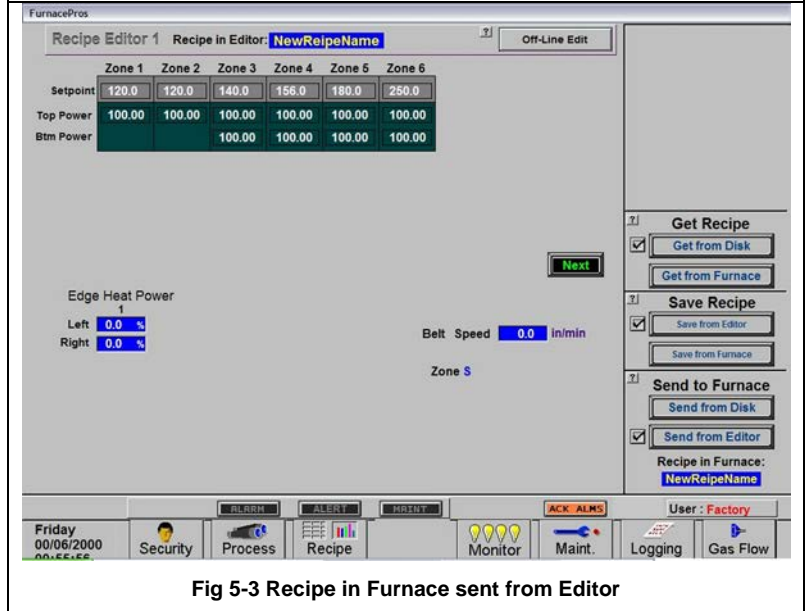 FurnacePros
Recipe Editor 1 Recipe in Editor: NewReipeName ? Off-Line Edit
Zone 1 Zone 2 Zone 3 Zone 4 Zone 5 Zone 6
Setpoint 120.0 120.0 140.0 156.0 180.0 250.0
Top Power 100.00 100.00 100.00 100.00 100.00 100.00
Btm Power 100.00 100.00 100.00 100.00
? Get Recipe
Get from Disk
Next
Get from Furnace
Edge Heat Power
1
Left 0.0 %
Right 0.0 %
Belt Speed 0.0 in/min
Zone S
? Save Recipe
Save from Editor
Save from Furnace
? Send to Furnace
Send from Disk
Send from Editor
Recipe in Furnace:
NewReipeName
ALARM ALERT MAINT ACK ALMS User : Factory
Friday
00/06/2000
Security Process Recipe Monitor Maint. Logging Gas Flow
Fig 5-3 Recipe in Furnace sent from Editor